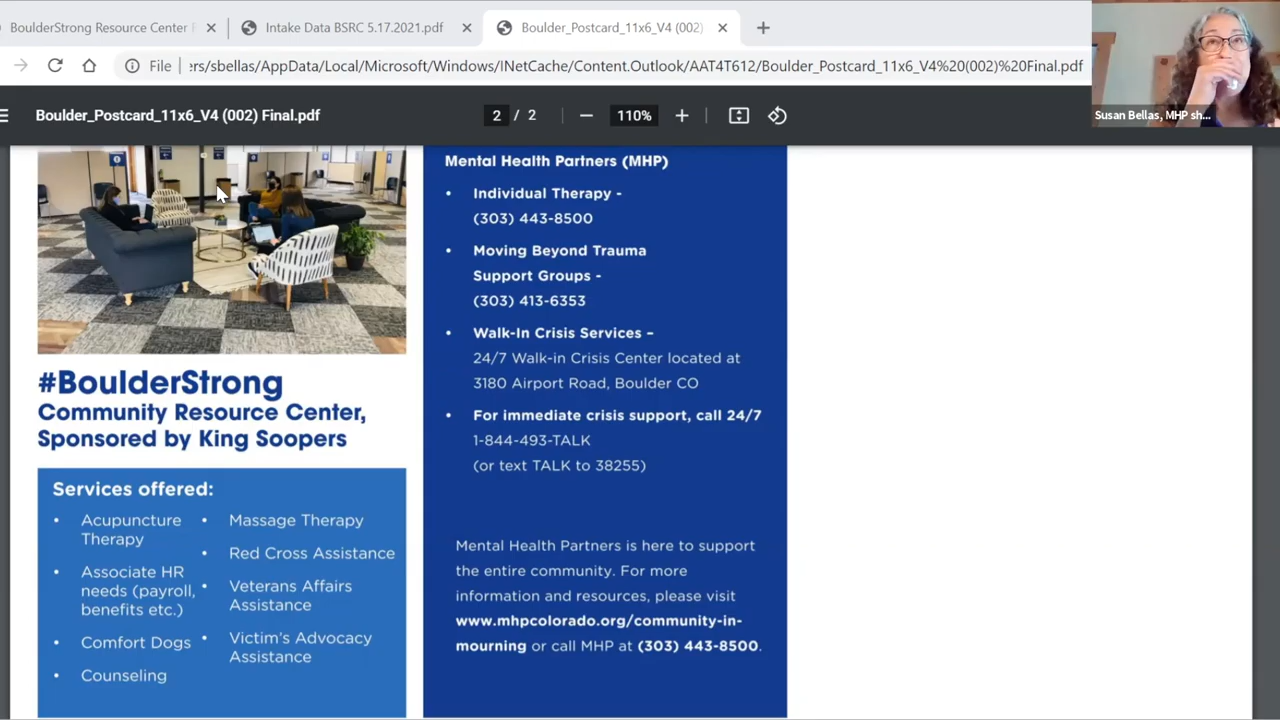 BoulderStrong Resource Center
Intake Data BSRC 5.17.2021.pdf
Boulder_Postcard_11x6_V4 (002)
File
ers/sbellas/AppData/Local/Microsoft/Windows/INetCache/Content.Outlook/AAT4T612/Boulder_Postcard_11x6_V4%20(002)%20Final.pdf
Boulder_Postcard_11x6_V4 (002) Final.pdf
2 / 2
110%
Susan Bellas, MHP sh...
#BoulderStrong
Community Resource Center,
Sponsored by King Soopers
Services offered:
• Acupuncture
Therapy
• Associate HR
needs (payroll,
benefits etc.)
• Comfort Dogs
• Counseling
• Massage Therapy
• Red Cross Assistance
• Veterans Affairs
Assistance
• Victim's Advocacy
Assistance
Mental Health Partners (MHP)
• Individual Therapy -
(303) 443-8500
• Moving Beyond Trauma
Support Groups -
(303) 413-6353
• Walk-In Crisis Services –
24/7 Walk-in Crisis Center located at
3180 Airport Road, Boulder CO
• For immediate crisis support, call 24/7
1-844-493-TALK
(or text TALK to 38255)
Mental Health Partners is here to support
the entire community. For more
information and resources, please visit
www.mhpcolorado.org/community-in-
mourning or call MHP at (303) 443-8500.